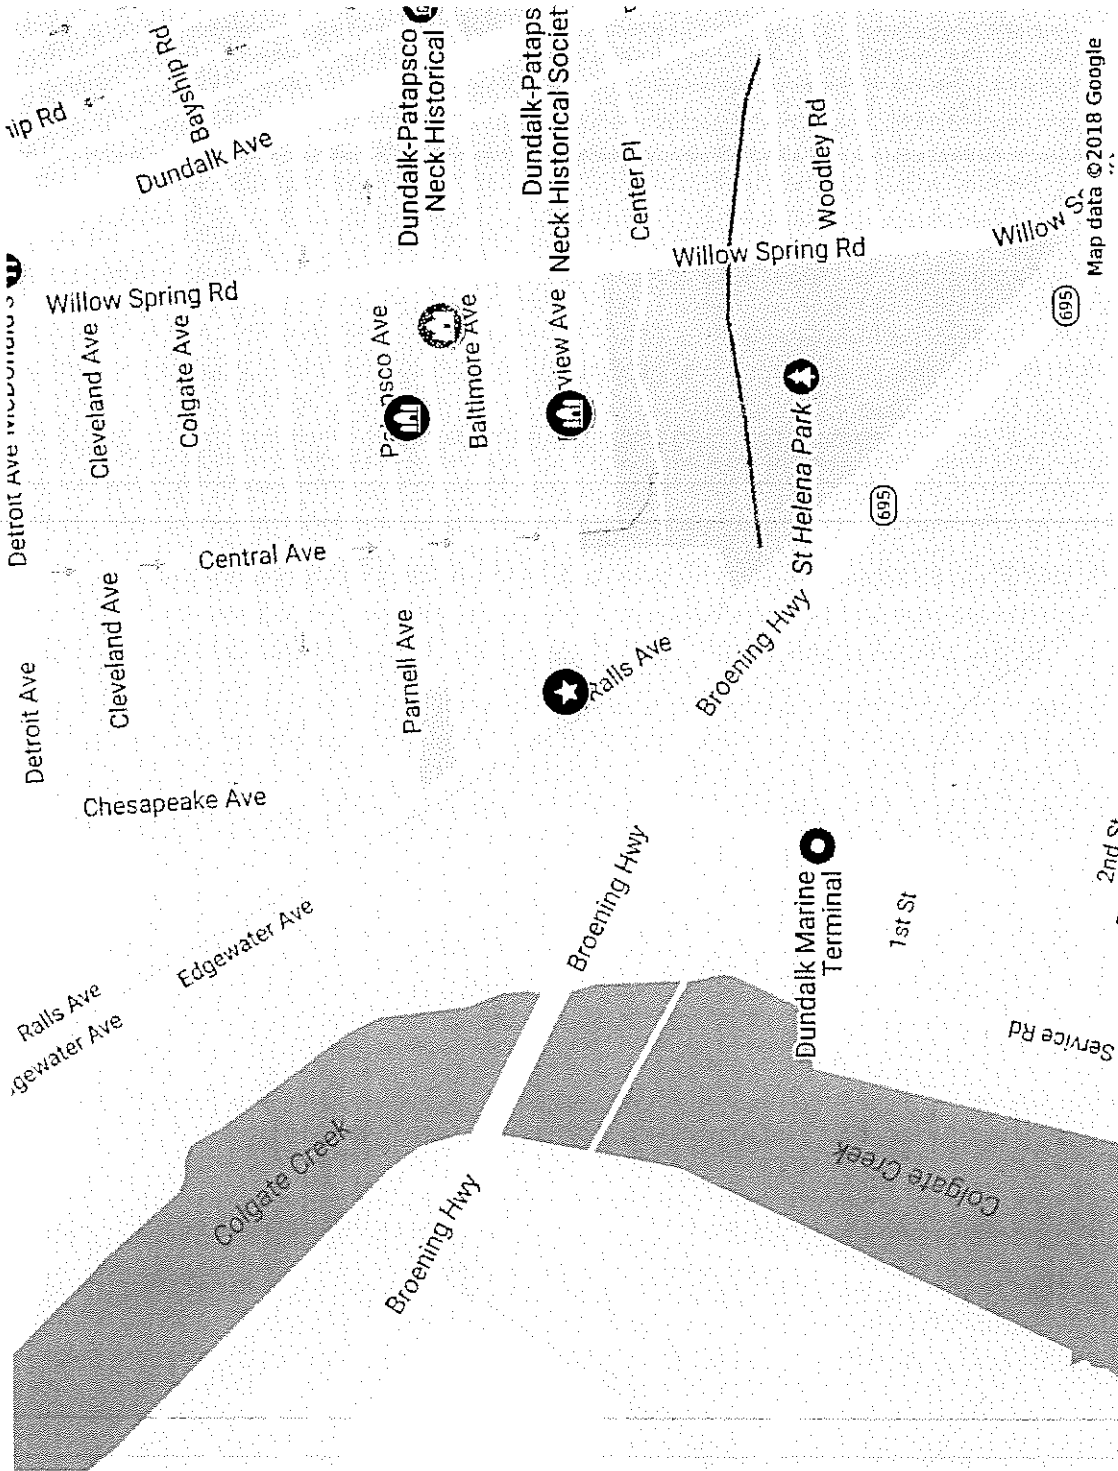 Bayship Rd
Dundalk Ave
Dundalk-Patapsco
Neck Historical
Dundalk-Pataps
Neck Historical Societ
Center Pl
Woodley Rd
Map data ©2018 Google
Willow Spring Rd
Willow Spring Rd
Willow
695
Detroit Ave
Cleveland Ave
Colgate Ave
Baltimore Ave
view Ave
St Helena Park
695
Central Ave
Detroit Ave
Cleveland Ave
Parnell Ave
Ralls Ave
Broening Hwy
Chesapeake Ave
Ralls Ave
Edgewater Ave
gewater Ave
Broening Hwy
Dundalk Marine
Terminal
1st St
2nd St
Service Rd
Colgate Creek
Colgate Creek
Broening Hwy